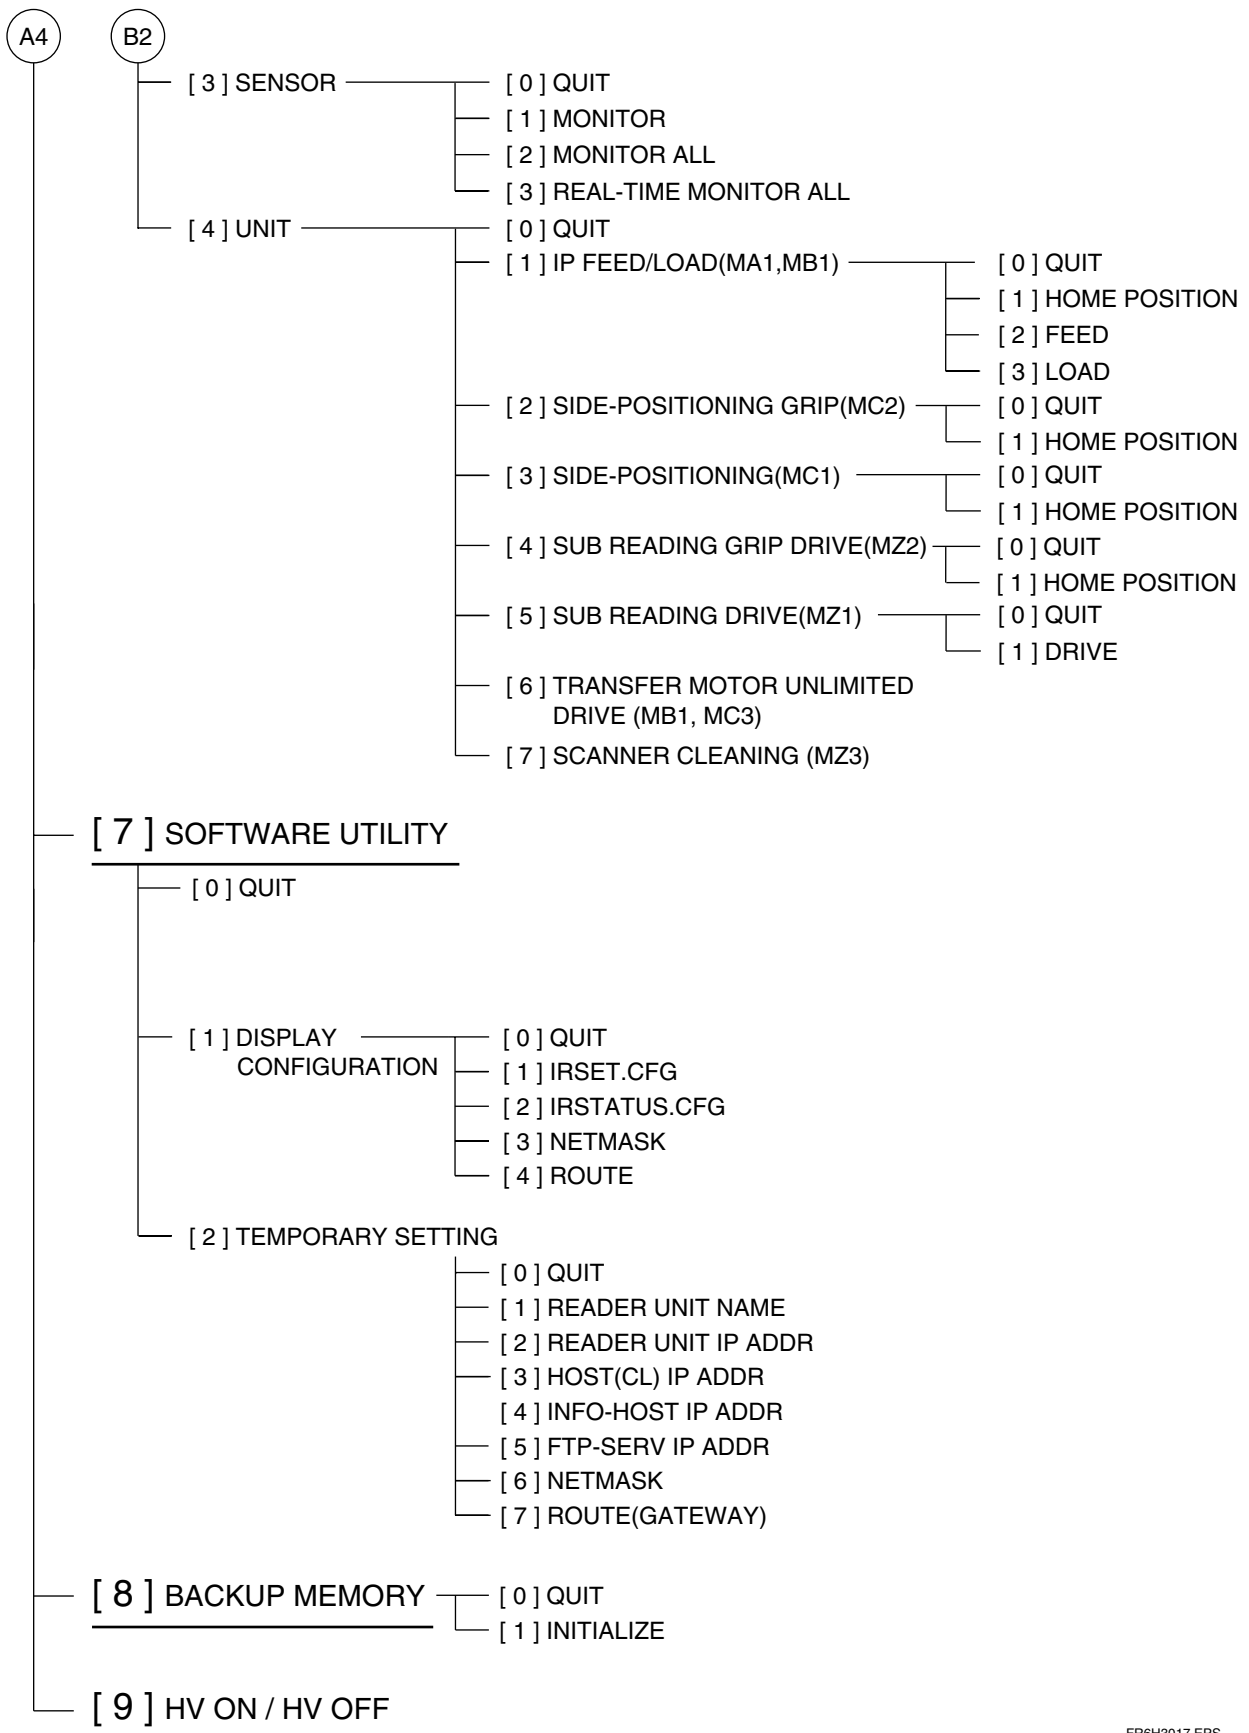 A4 B2
[ 3 ] SENSOR [ 0 ] QUIT
[ 1 ] MONITOR
[ 2 ] MONITOR ALL
[ 3 ] REAL-TIME MONITOR ALL
[ 4 ] UNIT [ 0 ] QUIT
[ 1 ] IP FEED/LOAD(MA1,MB1) [ 0 ] QUIT
[ 1 ] HOME POSITION
[ 2 ] FEED
[ 3 ] LOAD
[ 2 ] SIDE-POSITIONING GRIP(MC2) [ 0 ] QUIT
[ 1 ] HOME POSITION
[ 3 ] SIDE-POSITIONING(MC1) [ 0 ] QUIT
[ 1 ] HOME POSITION
[ 4 ] SUB READING GRIP DRIVE(MZ2) [ 0 ] QUIT
[ 1 ] HOME POSITION
[ 5 ] SUB READING DRIVE(MZ1) [ 0 ] QUIT
[ 1 ] DRIVE
[ 6 ] TRANSFER MOTOR UNLIMITED
DRIVE (MB1, MC3)
[ 7 ] SCANNER CLEANING (MZ3)
[ 7 ] SOFTWARE UTILITY
[ 0 ] QUIT
[ 1 ] DISPLAY [ 0 ] QUIT
CONFIGURATION [ 1 ] IRSET.CFG
[ 2 ] IRSTATUS.CFG
[ 3 ] NETMASK
[ 4 ] ROUTE
[ 2 ] TEMPORARY SETTING
[ 0 ] QUIT
[ 1 ] READER UNIT NAME
[ 2 ] READER UNIT IP ADDR
[ 3 ] HOST(CL) IP ADDR
[ 4 ] INFO-HOST IP ADDR
[ 5 ] FTP-SERV IP ADDR
[ 6 ] NETMASK
[ 7 ] ROUTE(GATEWAY)
[ 8 ] BACKUP MEMORY [ 0 ] QUIT
[ 1 ] INITIALIZE
[ 9 ] HV ON / HV OFF